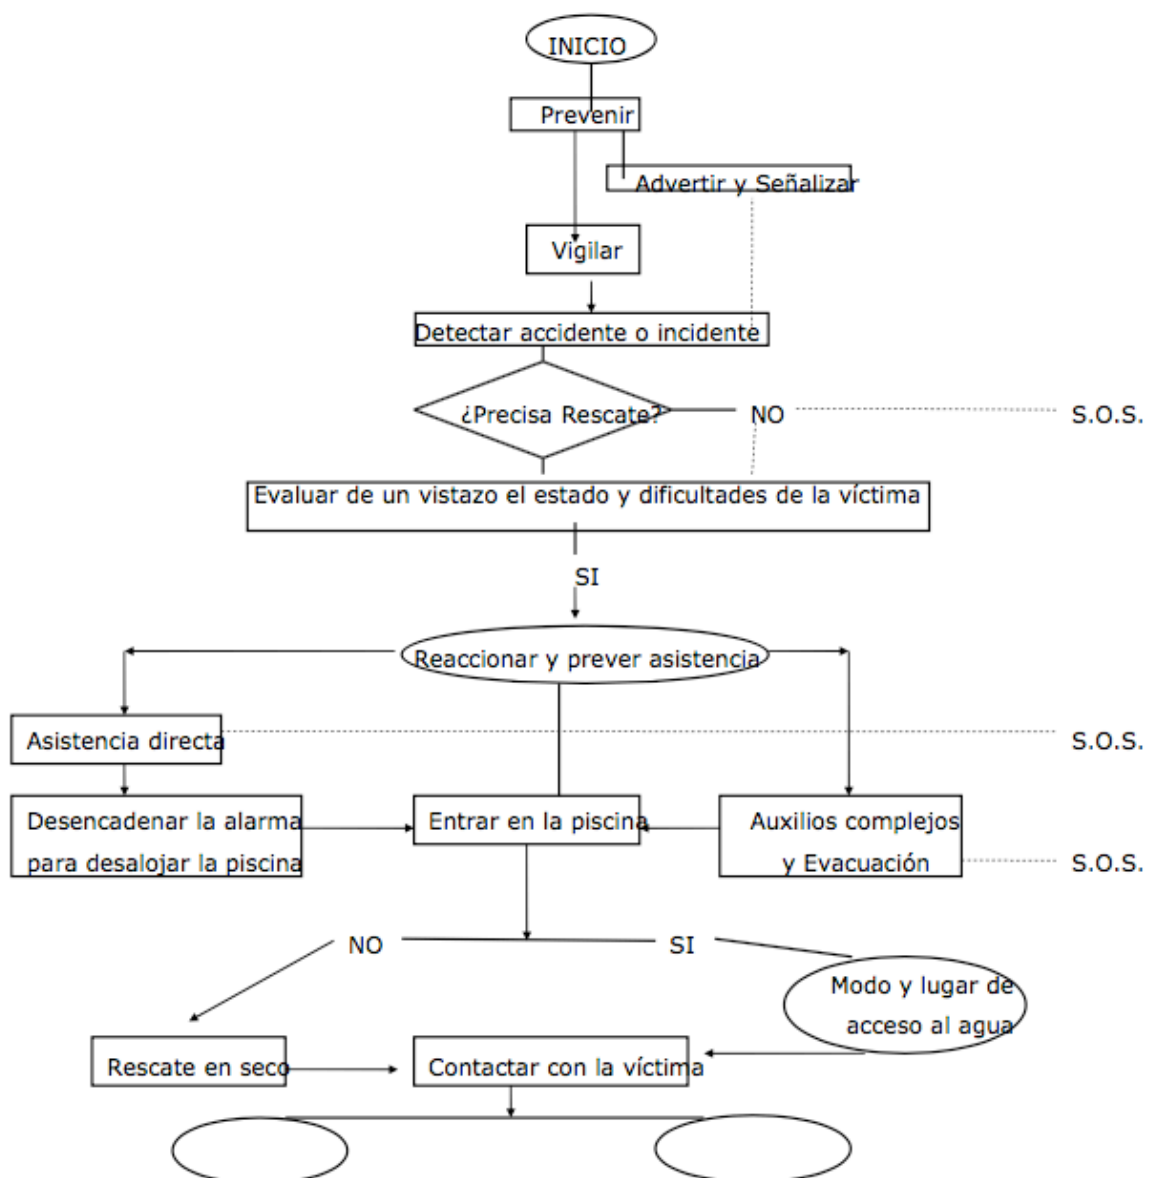 INICIO
Prevenir
Advertir y Señalizar
Vigilar
Detectar accidente o incidente
¿Precisa Rescate?
NO
S.O.S.
Evaluar de un vistazo el estado y dificultades de la víctima
SI
Reaccionar y prever asistencia
Asistencia directa
S.O.S.
Desencadenar la alarma
para desalojar la piscina
Entrar en la piscina
Auxilios complejos
y Evacuación
S.O.S.
NO
SI
Modo y lugar de
acceso al agua
Rescate en seco
Contactar con la víctima